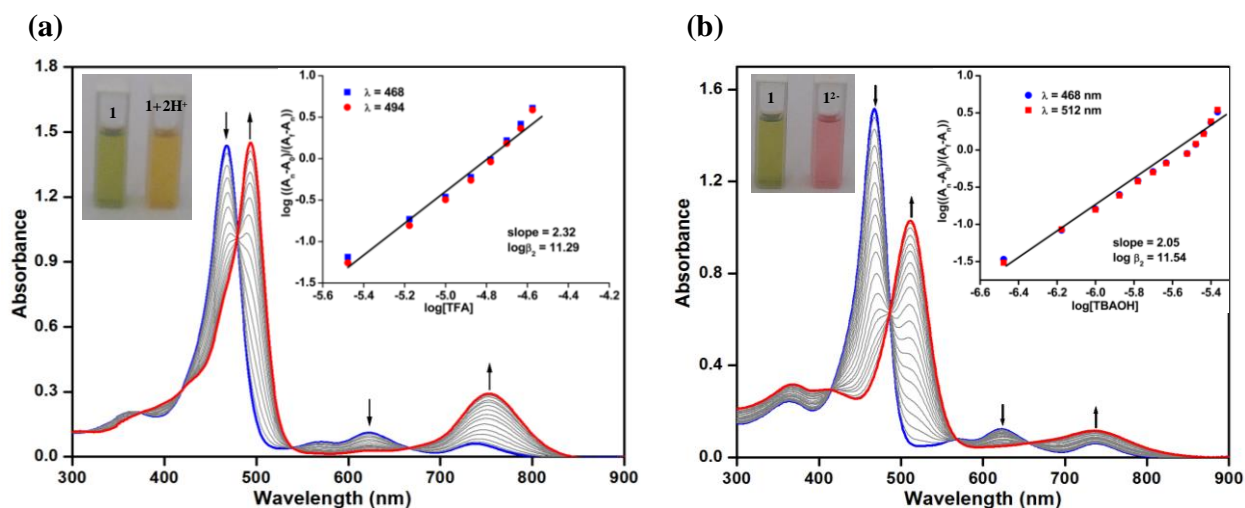 (a)
1.8
1.5
1.2
0.9
0.6
0.3
0.0
Absorbance
300 400 500 600 700 800 900
Wavelength (nm)
1
1+2H⁺
λ = 468
λ = 494
log ((Aₙ-A₀)/(A_f-Aₙ))
1.0
0.5
0.0
-0.5
-1.0
-1.5
slope = 2.32
logβ₂ = 11.29
-5.6 -5.4 -5.2 -5.0 -4.8 -4.6 -4.4 -4.2
log[TFA]
(b)
1.6
1.2
0.8
0.4
0.0
Absorbance
300 400 500 600 700 800 900
Wavelength (nm)
1
1²⁻
λ = 468 nm
λ = 512 nm
log((Aₙ-A₀)/(A_f-Aₙ))
1.0
0.5
0.0
-0.5
-1.0
-1.5
slope = 2.05
log β₂ = 11.54
-6.6 -6.4 -6.2 -6.0 -5.8 -5.6 -5.4
log[TBAOH]